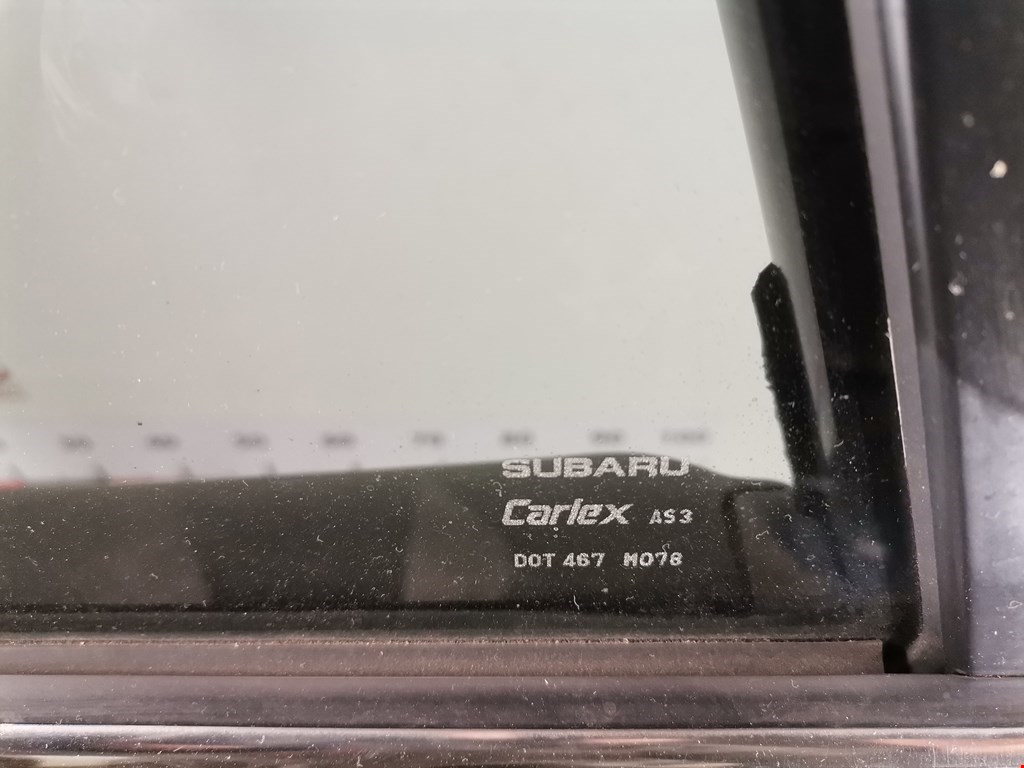 SUBARU
Carlex AS3
DOT 467 M078